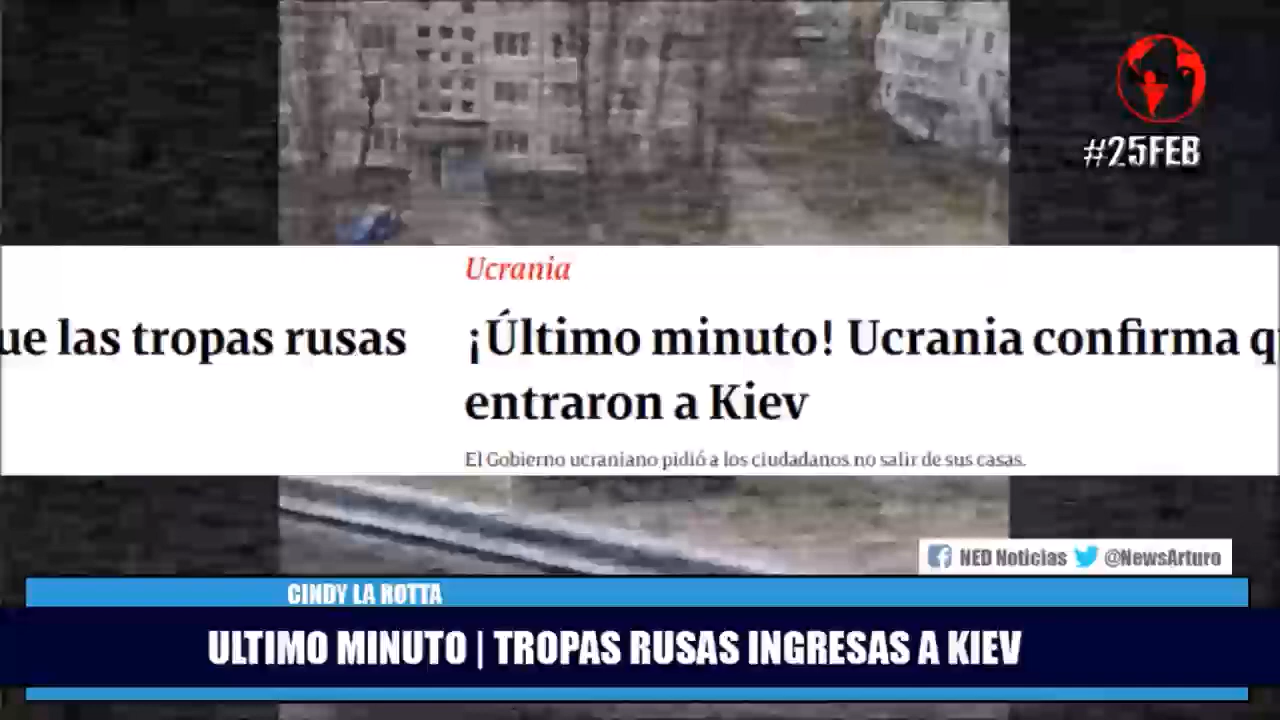 #25FEB
Ucrania
ue las tropas rusas
¡Último minuto! Ucrania confirma q
entraron a Kiev
El Gobierno ucraniano pidió a los ciudadanos no salir de sus casas.
NED Noticias @NewsArturo
CINDY LA ROTTA
ULTIMO MINUTO | TROPAS RUSAS INGRESAS A KIEV